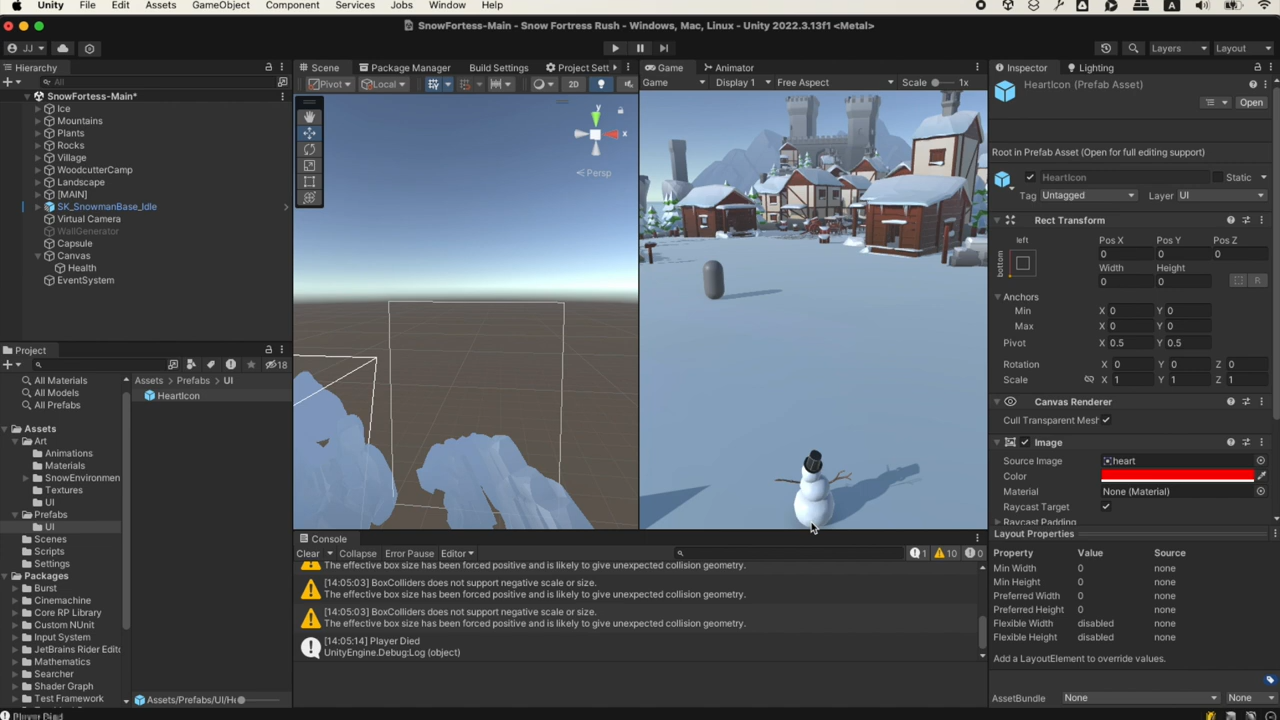 Unity File Edit Assets GameObject Component Services Jobs Window Help
SnowFortess-Main - Snow Fortress Rush - Windows, Mac, Linux - Unity 2022.3.13f1 <Metal>
JJ
Layers
Layout
Hierarchy
All
SnowFortess-Main*
Ice
Mountains
Plants
Rocks
Village
WoodcutterCamp
Landscape
[MAIN]
SK_SnowmanBase_Idle
Virtual Camera
WallGenerator
Capsule
Canvas
Health
EventSystem
Project
18
All Materials
All Models
All Prefabs
Assets
Art
Animations
Materials
SnowEnvironmen
Textures
UI
Prefabs
UI
Scenes
Scripts
Settings
Packages
Burst
Cinemachine
Core RP Library
Custom NUnit
Input System
JetBrains Rider Edito
Mathematics
Searcher
Shader Graph
Test Framework
Assets > Prefabs > UI
HeartIcon
Assets/Prefabs/UI/He
Player Died
Scene Package Manager Build Settings Project Sett
Pivot Local 2D
y
x
Persp
Game Animator
Game Display 1 Free Aspect Scale 1x
Console
Clear Collapse Error Pause Editor 1 10 0
The effective box size has been forced positive and is likely to give unexpected collision geometry.
[14:05:03] BoxColliders does not support negative scale or size.
The effective box size has been forced positive and is likely to give unexpected collision geometry.
[14:05:03] BoxColliders does not support negative scale or size.
The effective box size has been forced positive and is likely to give unexpected collision geometry.
[14:05:14] Player Died
UnityEngine.Debug:Log (object)
Inspector Lighting
HeartIcon (Prefab Asset)
Open
Root in Prefab Asset (Open for full editing support)
HeartIcon Static
Tag Untagged Layer UI
Rect Transform
left Pos X Pos Y Pos Z
bottom 0 0 0
Width Height
0 0 R
Anchors
Min X 0 Y 0
Max X 0 Y 0
Pivot X 0.5 Y 0.5
Rotation X 0 Y 0 Z 0
Scale X 1 Y 1 Z 1
Canvas Renderer
Cull Transparent Mesh
Image
Source Image heart
Color
Material None (Material)
Raycast Target
Raycast Padding
Layout Properties
Property Value Source
Min Width 0 none
Min Height 0 none
Preferred Width 0 none
Preferred Height 0 none
Flexible Width disabled none
Flexible Height disabled none
Add a LayoutElement to override values.
AssetBundle None None